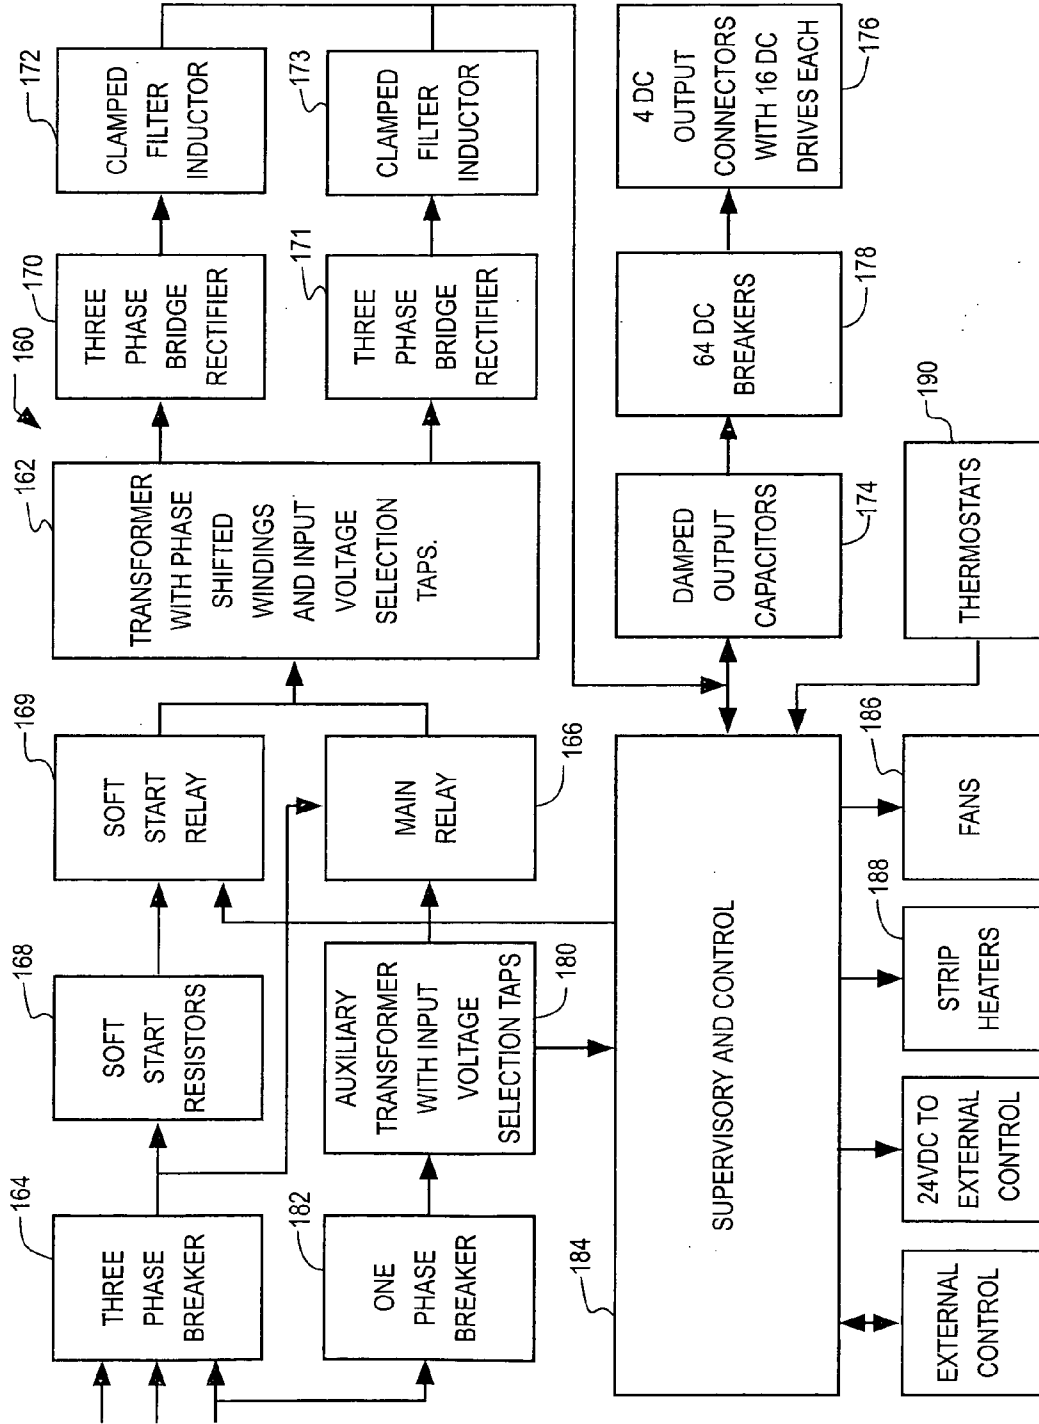 160
164
THREE
PHASE
BREAKER
168
SOFT
START
RESISTORS
169
SOFT
START
RELAY
162
TRANSFORMER
WITH PHASE
SHIFTED
WINDINGS
AND INPUT
VOLTAGE
SELECTION
TAPS.
170
THREE
PHASE
BRIDGE
RECTIFIER
172
CLAMPED
FILTER
INDUCTOR
182
ONE
PHASE
BREAKER
AUXILIARY
TRANSFORMER
WITH INPUT
VOLTAGE
SELECTION TAPS
180
MAIN
RELAY
166
171
THREE
PHASE
BRIDGE
RECTIFIER
173
CLAMPED
FILTER
INDUCTOR
184
SUPERVISORY AND CONTROL
DAMPED
OUTPUT
CAPACITORS
174
64 DC
BREAKERS
178
4 DC
OUTPUT
CONNECTORS
WITH 16 DC
DRIVES EACH
176
EXTERNAL
CONTROL
24VDC TO
EXTERNAL
CONTROL
188
STRIP
HEATERS
186
FANS
190
THERMOSTATS